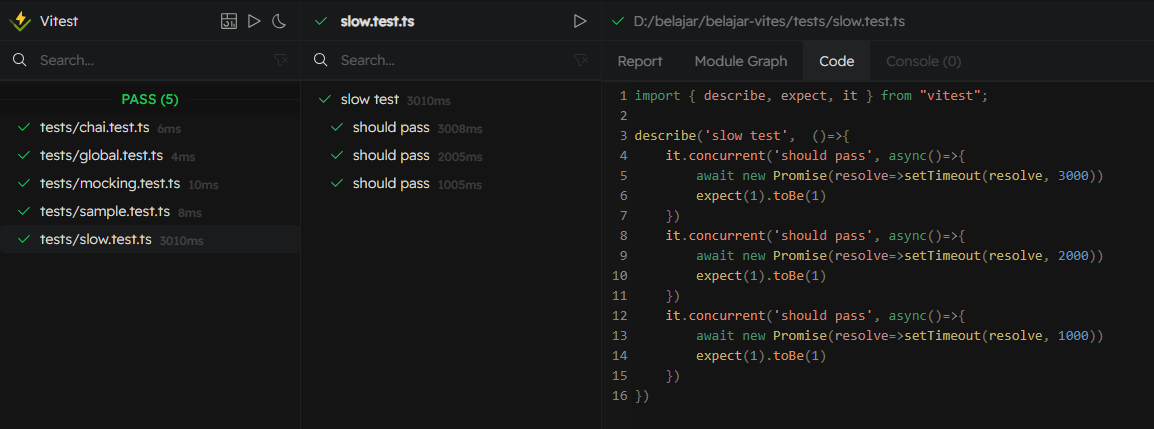 Vitest
Search...
PASS (5)
tests/chai.test.ts 6ms
tests/global.test.ts 4ms
tests/mocking.test.ts 10ms
tests/sample.test.ts 8ms
tests/slow.test.ts 3010ms
slow.test.ts
Search...
slow test 3010ms
should pass 3008ms
should pass 2005ms
should pass 1005ms
D:/belajar/belajar-vites/tests/slow.test.ts
Report Module Graph Code Console (0)
1 import { describe, expect, it } from "vitest";
2
3 describe('slow test',  ()=>{
4     it.concurrent('should pass', async()=>{
5         await new Promise(resolve=>setTimeout(resolve, 3000))
6         expect(1).toBe(1)
7     })
8     it.concurrent('should pass', async()=>{
9         await new Promise(resolve=>setTimeout(resolve, 2000))
10         expect(1).toBe(1)
11     })
12     it.concurrent('should pass', async()=>{
13         await new Promise(resolve=>setTimeout(resolve, 1000))
14         expect(1).toBe(1)
15     })
16 })